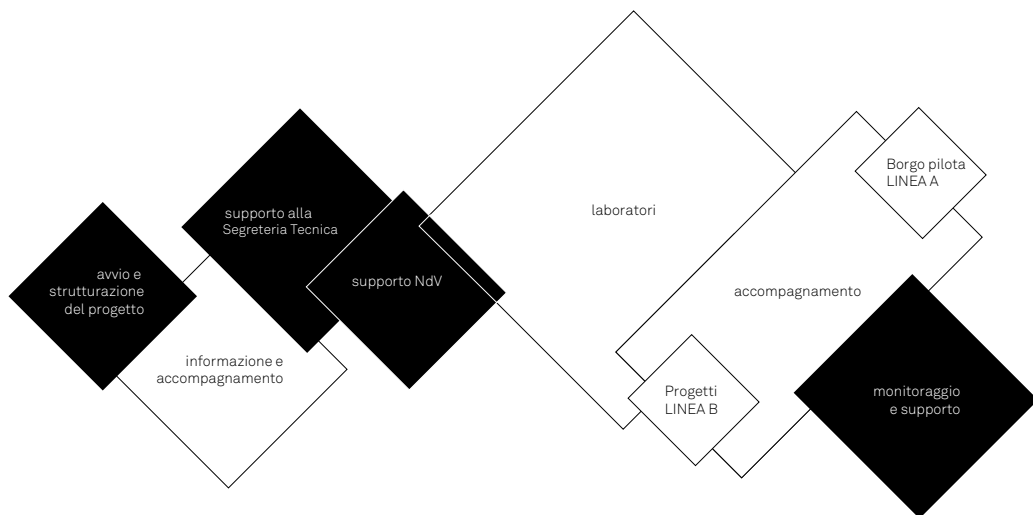 avvio e
strutturazione
del progetto
informazione e
accompagnamento
supporto alla
Segreteria Tecnica
supporto NdV
laboratori
accompagnamento
Borgo pilota
LINEA A
Progetti
LINEA B
monitoraggio
e supporto